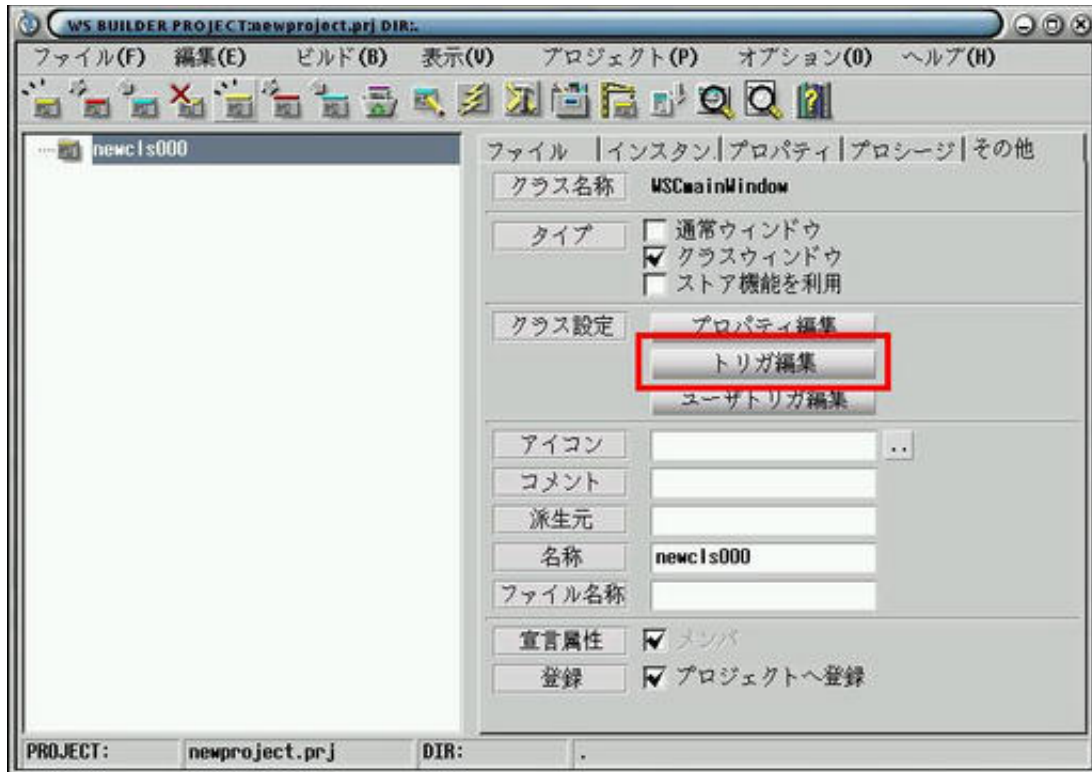 WS BUILDER PROJECT:newproject.prj DIR:.
ファイル(F) 編集(E) ビルド(B) 表示(V) プロジェクト(P) オプション(O) ヘルプ(H)
newcls000
ファイル インスタン プロパティ プロシージ その他
クラス名称 WSCmainWindow
タイプ 通常ウィンドウ
クラスウィンドウ
ストア機能を利用
クラス設定 プロパティ編集
トリガ編集
ユーザトリガ編集
アイコン ..
コメント
派生元
名称 newcls000
ファイル名称
宣言属性 メンバ
登録 プロジェクトへ登録
PROJECT: newproject.prj DIR: .